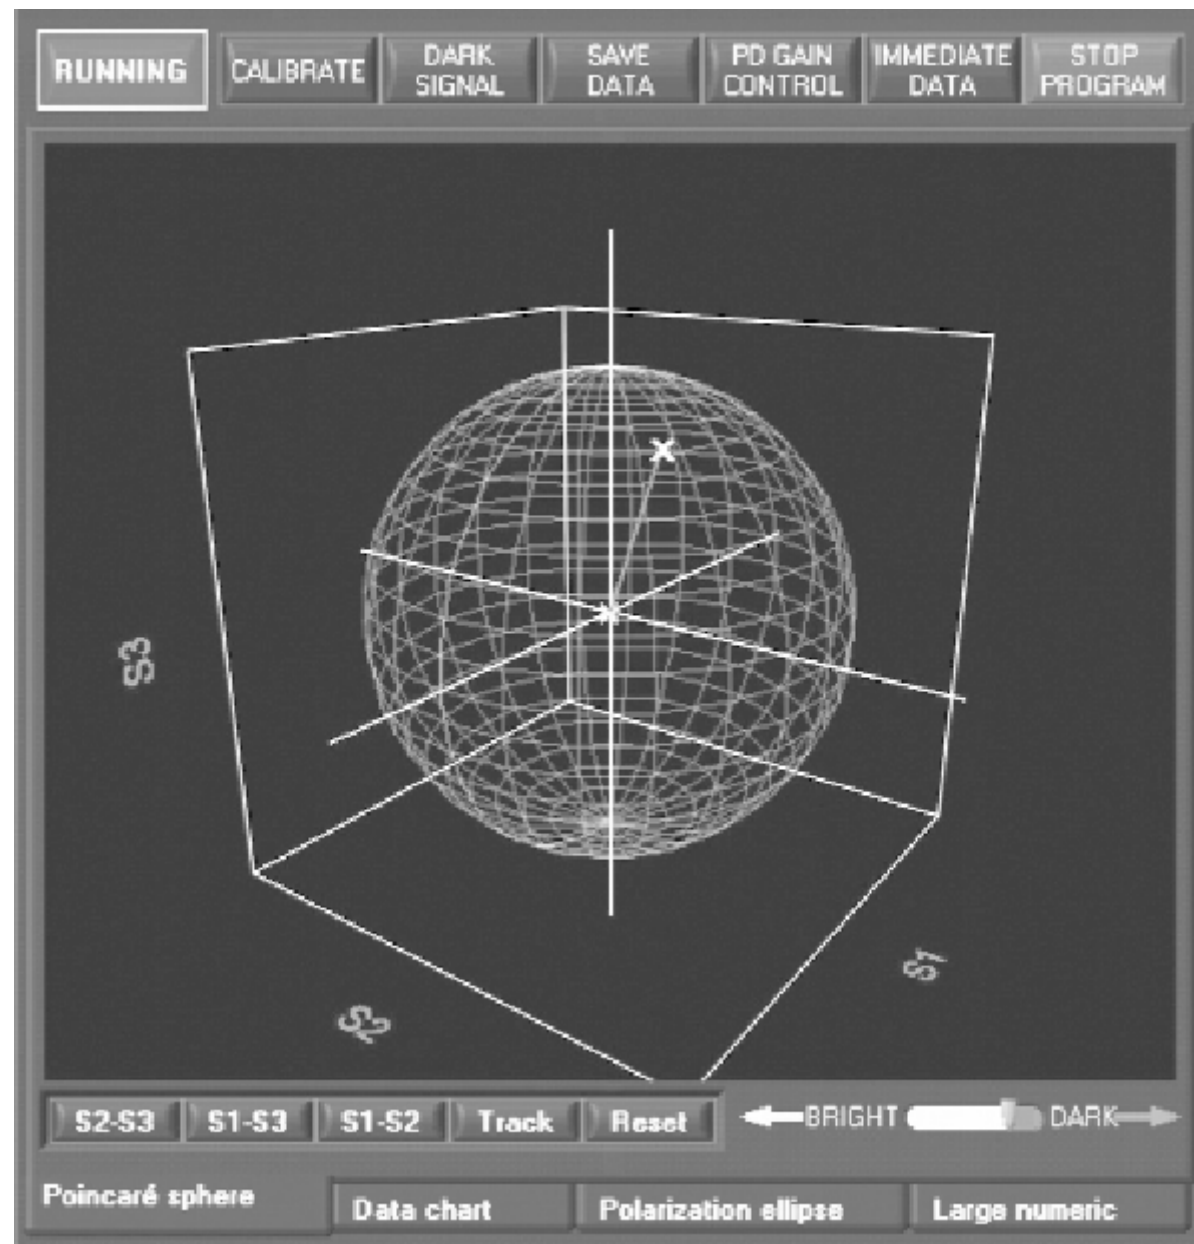 RUNNING
CALIBRATE
DARK
SIGNAL
SAVE
DATA
PD GAIN
CONTROL
IMMEDIATE
DATA
STOP
PROGRAM
S3
S1
S2
S2-S3
S1-S3
S1-S2
Track
Reset
BRIGHT
DARK
Poincaré sphere
Data chart
Polarization ellipse
Large numeric